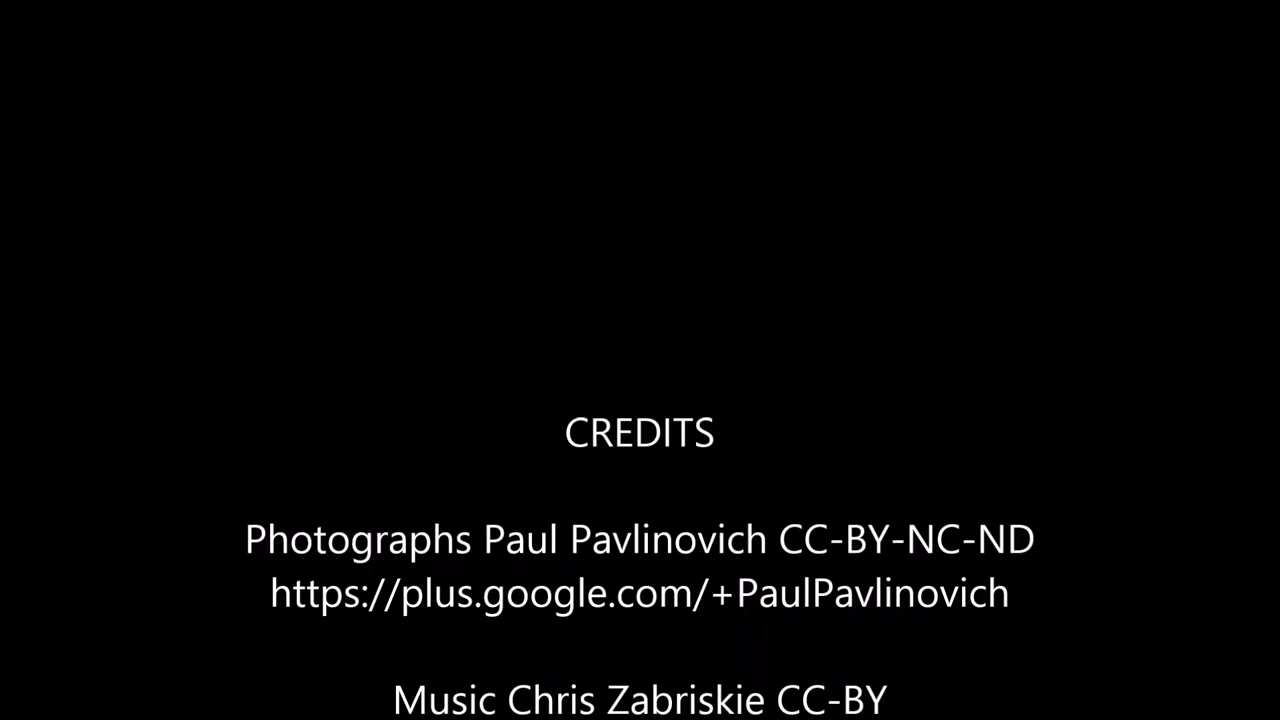 CREDITS
Photographs Paul Pavlinovich CC-BY-NC-ND
https://plus.google.com/+PaulPavlinovich
Music Chris Zabriskie CC-BY